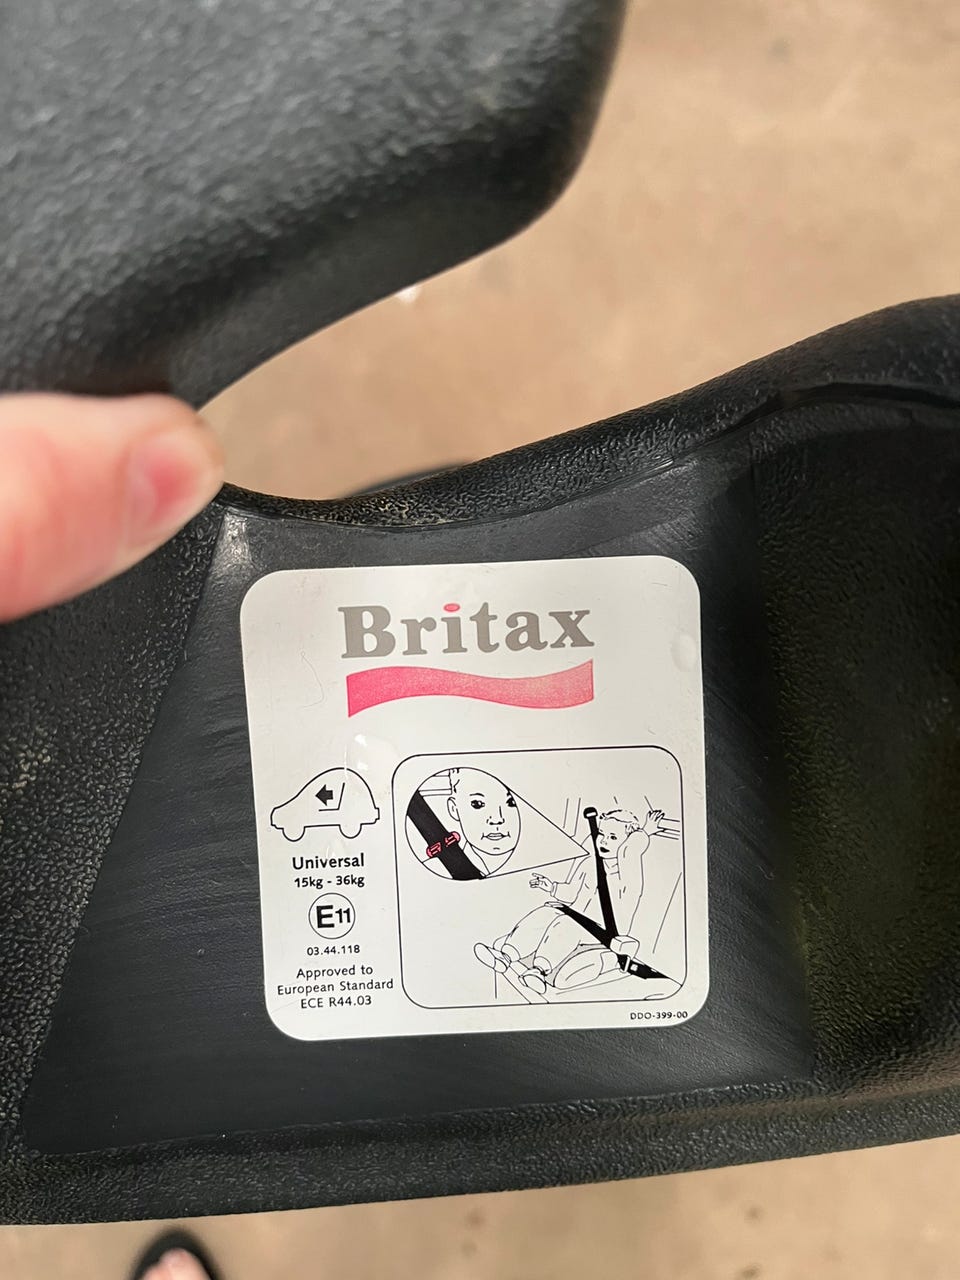 Britax
Universal
15kg - 36kg
E11
03.44.118
Approved to
European Standard
ECE R44.03
DDO-399-00